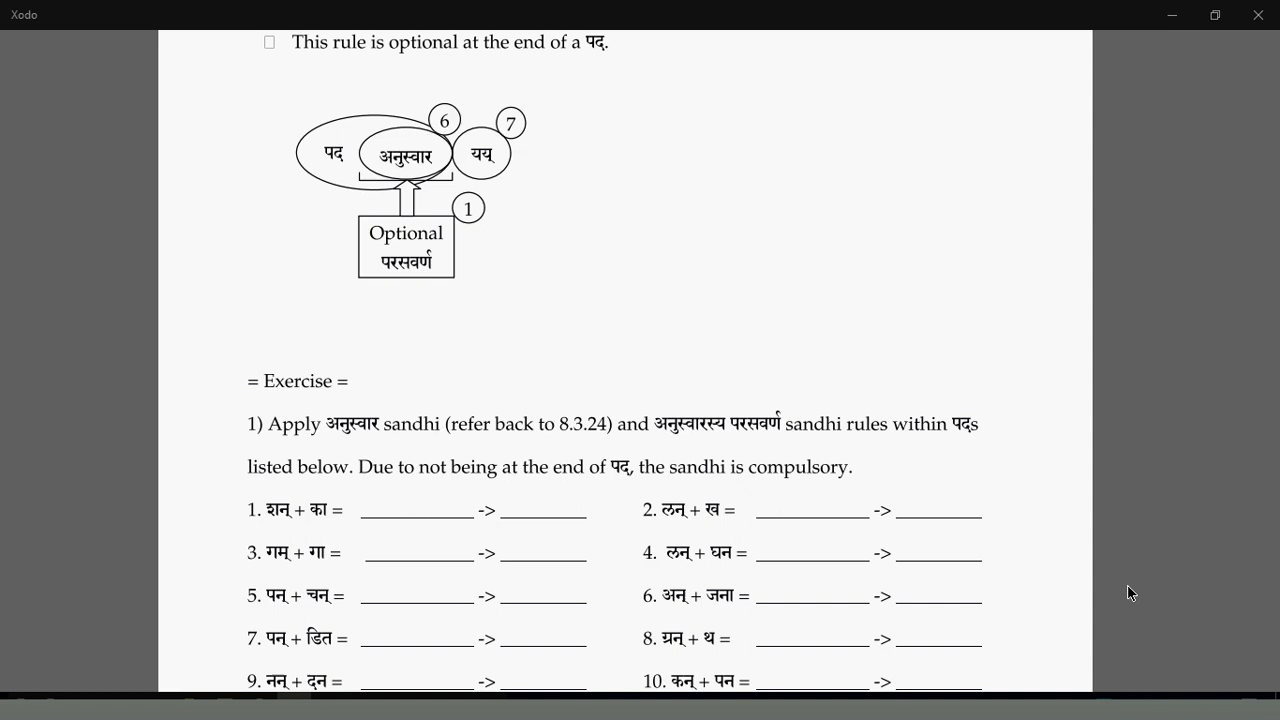 Xodo
This rule is optional at the end of a पद.
6
7
पद अनुस्वार यय्
1
Optional
परसवर्ण
= Exercise =
1) Apply अनुस्वार sandhi (refer back to 8.3.24) and अनुस्वारस्य परसवर्ण sandhi rules within पदs
listed below. Due to not being at the end of पद, the sandhi is compulsory.
1. शन् + का = ____________ -> _________ 2. लन् + ख = ____________ -> _________
3. गम् + गा = ____________ -> _________ 4. लन् + घन = ____________ -> _________
5. पन् + चन् = ____________ -> _________ 6. अन् + जना = ____________ -> _________
7. पन् + डित = ____________ -> _________ 8. ग्रन् + थ = ____________ -> _________
9. नन् + दन = ____________ -> _________ 10. कन् + पन = ____________ -> _________